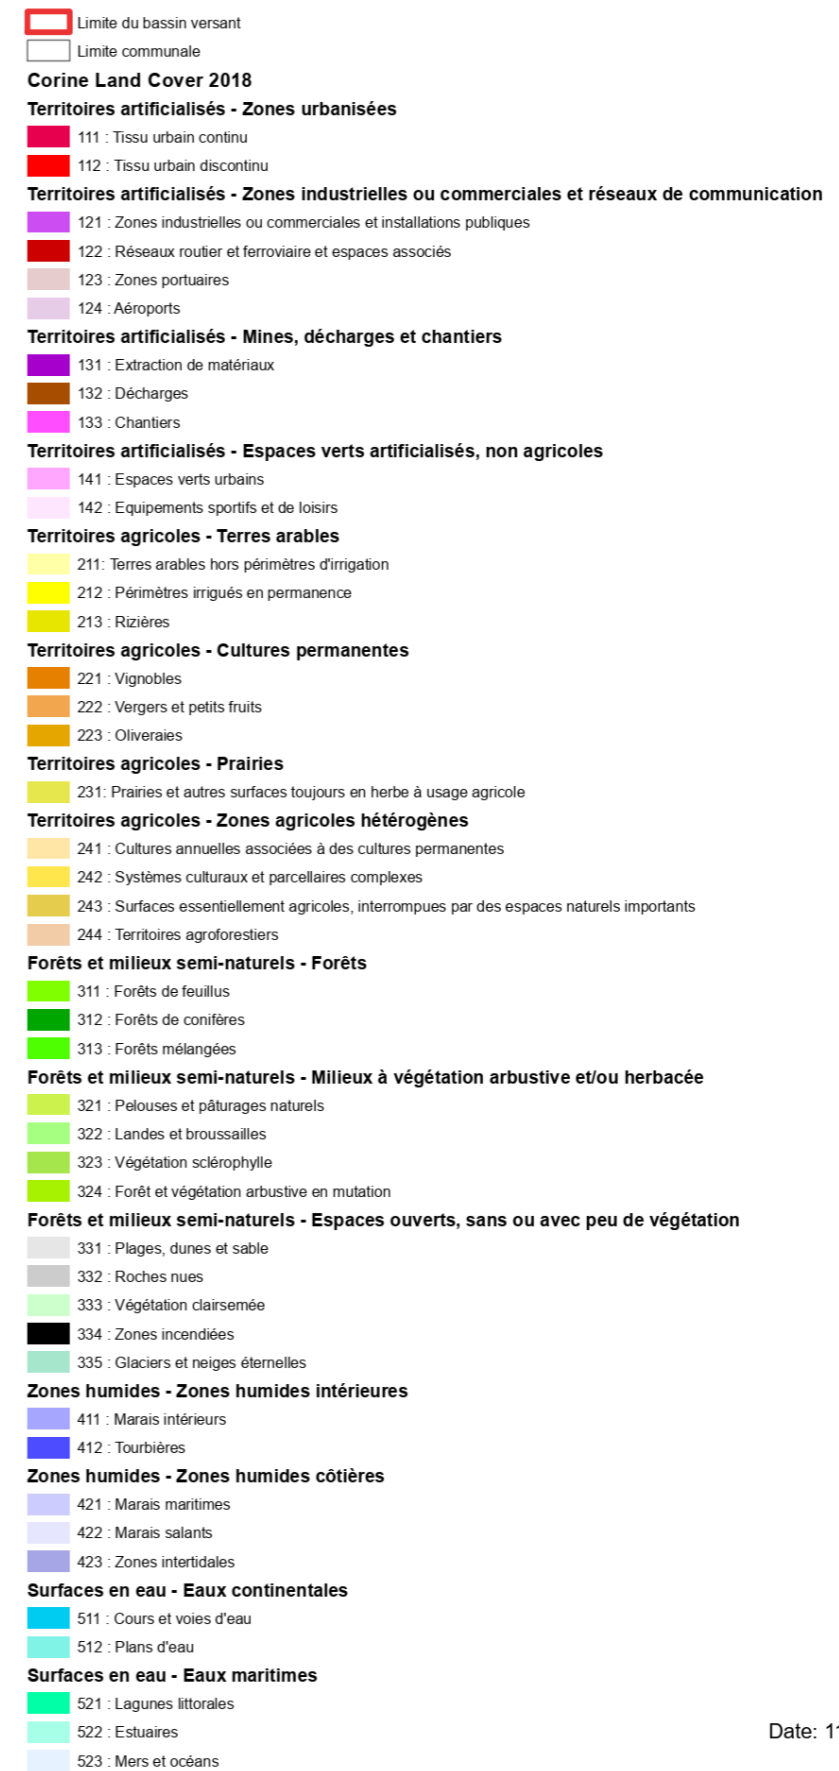 Limite du bassin versant
Limite communale
Corine Land Cover 2018
Territoires artificialisés - Zones urbanisées
111 : Tissu urbain continu
112 : Tissu urbain discontinu
Territoires artificialisés - Zones industrielles ou commerciales et réseaux de communication
121 : Zones industrielles ou commerciales et installations publiques
122 : Réseaux routier et ferroviaire et espaces associés
123 : Zones portuaires
124 : Aéroports
Territoires artificialisés - Mines, décharges et chantiers
131 : Extraction de matériaux
132 : Décharges
133 : Chantiers
Territoires artificialisés - Espaces verts artificialisés, non agricoles
141 : Espaces verts urbains
142 : Equipements sportifs et de loisirs
Territoires agricoles - Terres arables
211: Terres arables hors périmètres d'irrigation
212 : Périmètres irrigués en permanence
213 : Rizières
Territoires agricoles - Cultures permanentes
221 : Vignobles
222 : Vergers et petits fruits
223 : Oliveraies
Territoires agricoles - Prairies
231: Prairies et autres surfaces toujours en herbe à usage agricole
Territoires agricoles - Zones agricoles hétérogènes
241 : Cultures annuelles associées à des cultures permanentes
242 : Systèmes culturaux et parcellaires complexes
243 : Surfaces essentiellement agricoles, interrompues par des espaces naturels importants
244 : Territoires agroforestiers
Forêts et milieux semi-naturels - Forêts
311 : Forêts de feuillus
312 : Forêts de conifères
313 : Forêts mélangées
Forêts et milieux semi-naturels - Milieux à végétation arbustive et/ou herbacée
321 : Pelouses et pâturages naturels
322 : Landes et broussailles
323 : Végétation sclérophylle
324 : Forêt et végétation arbustive en mutation
Forêts et milieux semi-naturels - Espaces ouverts, sans ou avec peu de végétation
331 : Plages, dunes et sable
332 : Roches nues
333 : Végétation clairsemée
334 : Zones incendiées
335 : Glaciers et neiges éternelles
Zones humides - Zones humides intérieures
411 : Marais intérieurs
412 : Tourbières
Zones humides - Zones humides côtières
421 : Marais maritimes
422 : Marais salants
423 : Zones intertidales
Surfaces en eau - Eaux continentales
511 : Cours et voies d'eau
512 : Plans d'eau
Surfaces en eau - Eaux maritimes
521 : Lagunes littorales
522 : Estuaires
Date: 11
523 : Mers et océans